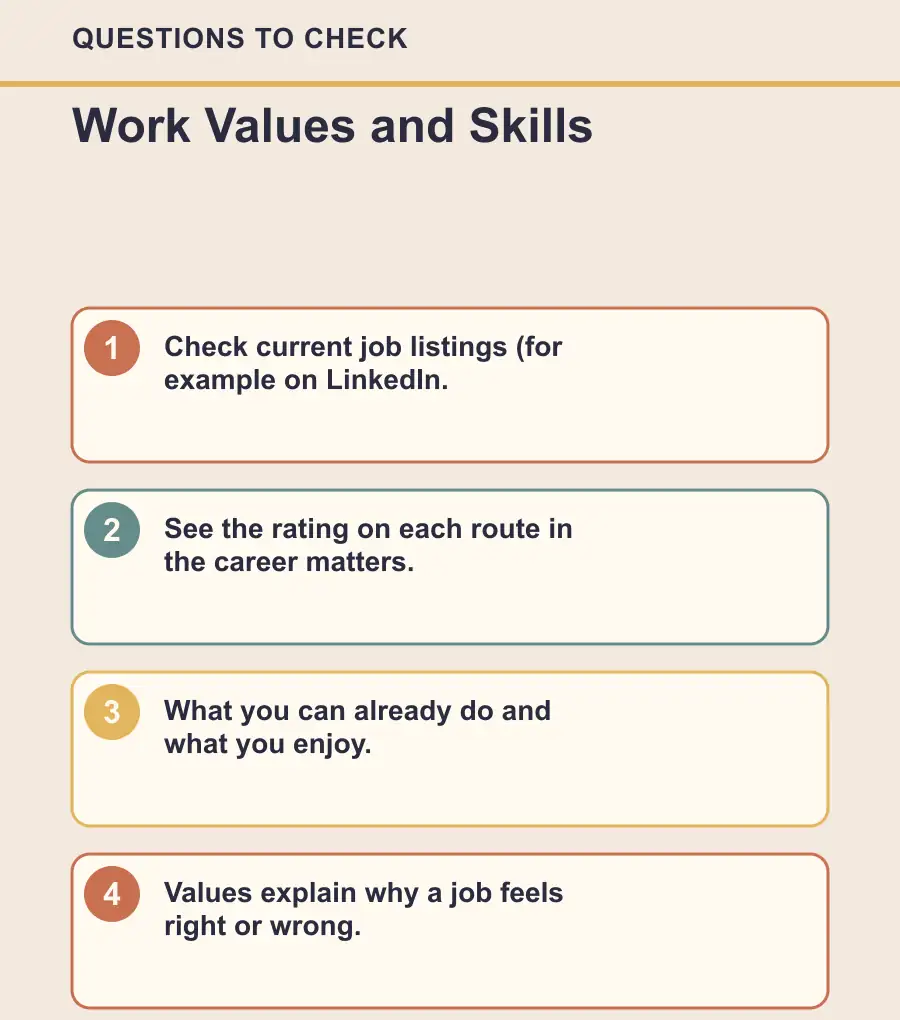 QUESTIONS TO CHECK
Work Values and Skills
1
Check current job listings (for
example on LinkedIn.
2
See the rating on each route in
the career matters.
3
What you can already do and
what you enjoy.
4
Values explain why a job feels
right or wrong.